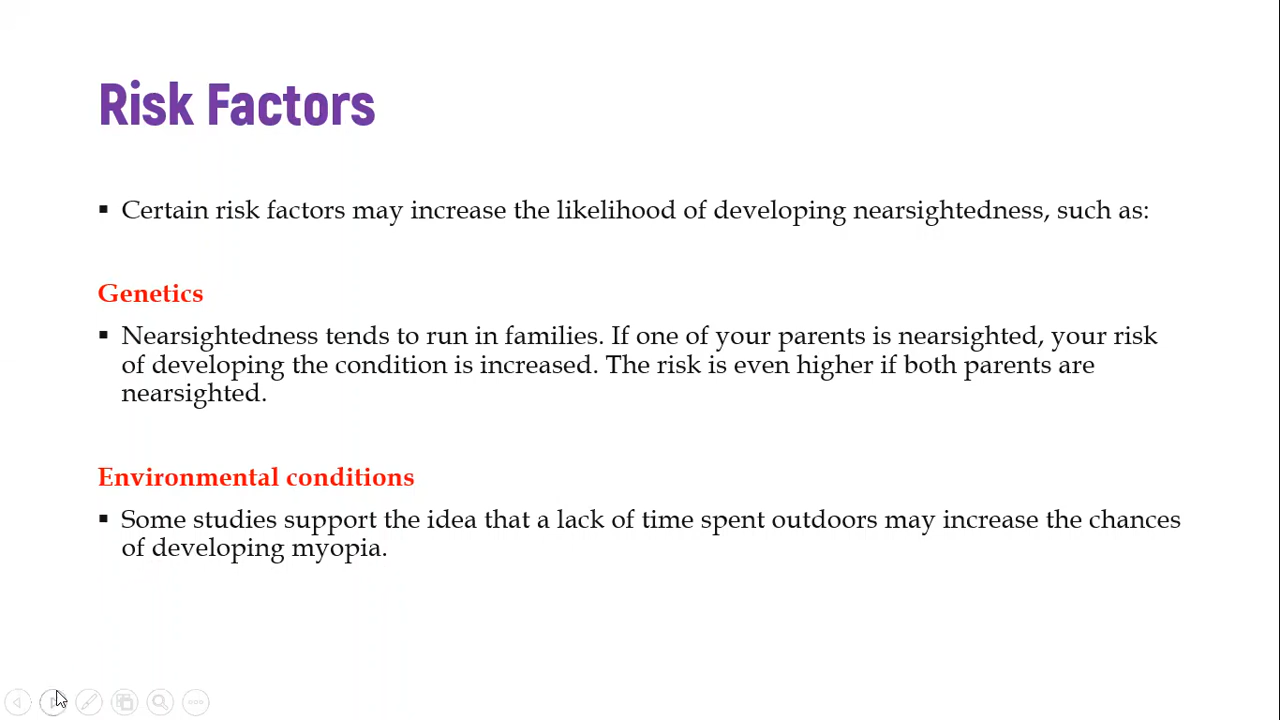 Risk Factors
▪ Certain risk factors may increase the likelihood of developing nearsightedness, such as:
Genetics
▪ Nearsightedness tends to run in families. If one of your parents is nearsighted, your risk
of developing the condition is increased. The risk is even higher if both parents are
nearsighted.
Environmental conditions
▪ Some studies support the idea that a lack of time spent outdoors may increase the chances
of developing myopia.